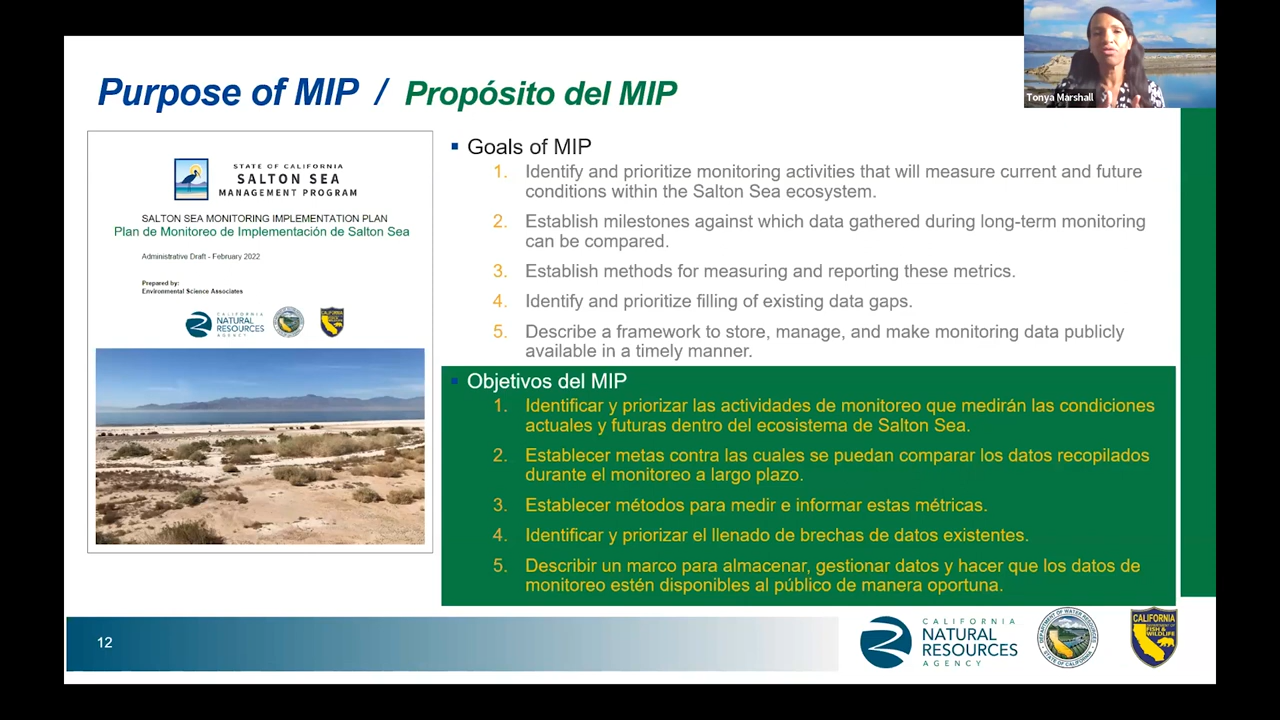 Purpose of MIP / Propósito del MIP
Tonya Marshall
STATE OF CALIFORNIA
SALTON SEA
MANAGEMENT PROGRAM
SALTON SEA MONITORING IMPLEMENTATION PLAN
Plan de Monitoreo de Implementación de Salton Sea
Administrative Draft - February 2022
Prepared by:
Environmental Science Associates
CALIFORNIA
NATURAL
RESOURCES
AGENCY
▪ Goals of MIP
1. Identify and prioritize monitoring activities that will measure current and future
conditions within the Salton Sea ecosystem.
2. Establish milestones against which data gathered during long-term monitoring
can be compared.
3. Establish methods for measuring and reporting these metrics.
4. Identify and prioritize filling of existing data gaps.
5. Describe a framework to store, manage, and make monitoring data publicly
available in a timely manner.
▪ Objetivos del MIP
1. Identificar y priorizar las actividades de monitoreo que medirán las condiciones
actuales y futuras dentro del ecosistema de Salton Sea.
2. Establecer metas contra las cuales se puedan comparar los datos recopilados
durante el monitoreo a largo plazo.
3. Establecer métodos para medir e informar estas métricas.
4. Identificar y priorizar el llenado de brechas de datos existentes.
5. Describir un marco para almacenar, gestionar datos y hacer que los datos de
monitoreo estén disponibles al público de manera oportuna.
12
CALIFORNIA
NATURAL
RESOURCES
AGENCY
DEPARTMENT OF WATER RESOURCES
STATE OF CALIFORNIA
CALIFORNIA
DEPARTMENT OF
FISH &
WILDLIFE